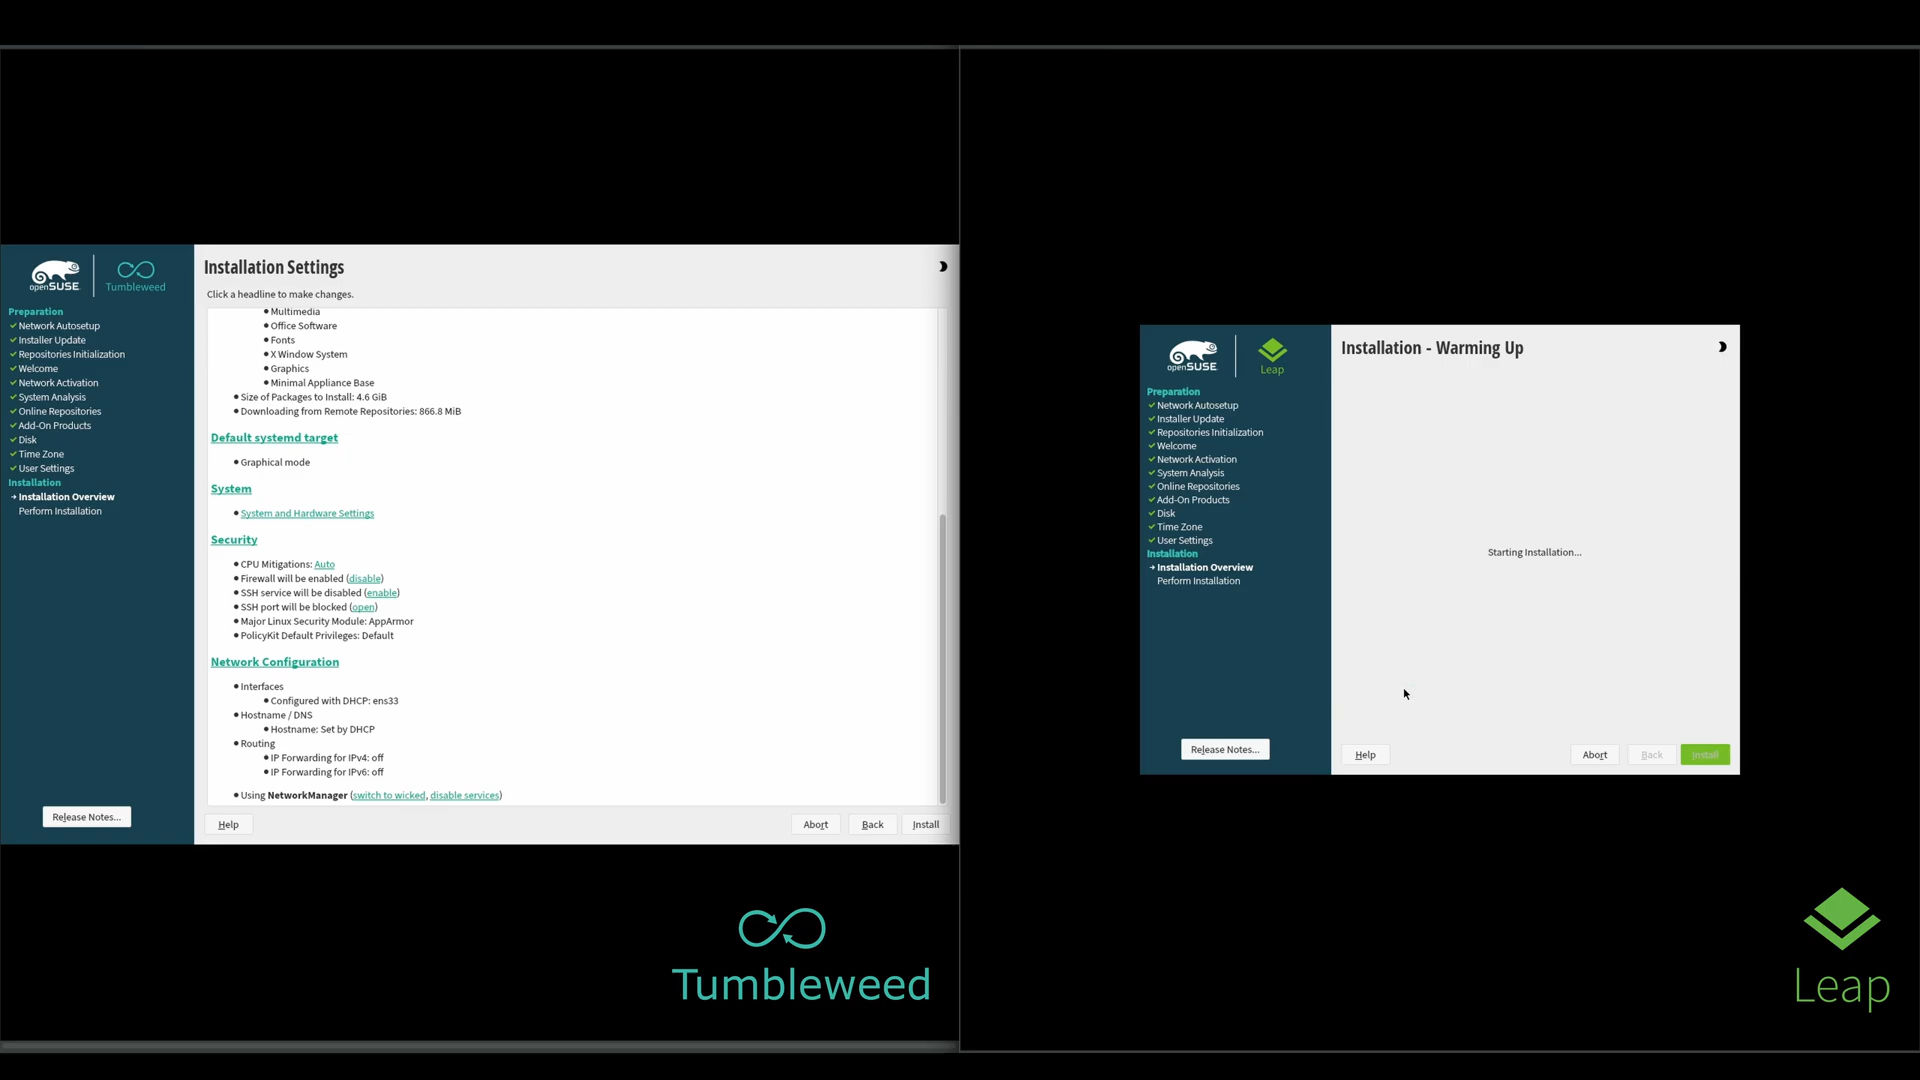 openSUSE
Tumbleweed
Preparation
Network Autosetup
Installer Update
Repositories Initialization
Welcome
Network Activation
System Analysis
Online Repositories
Add-On Products
Disk
Time Zone
User Settings
Installation
Installation Overview
Perform Installation
Release Notes...
Installation Settings
Click a headline to make changes.
Multimedia
Office Software
Fonts
X Window System
Graphics
Minimal Appliance Base
Size of Packages to Install: 4.6 GiB
Downloading from Remote Repositories: 866.8 MiB
Default systemd target
Graphical mode
System
System and Hardware Settings
Security
CPU Mitigations: Auto
Firewall will be enabled (disable)
SSH service will be disabled (enable)
SSH port will be blocked (open)
Major Linux Security Module: AppArmor
PolicyKit Default Privileges: Default
Network Configuration
Interfaces
Configured with DHCP: ens33
Hostname / DNS
Hostname: Set by DHCP
Routing
IP Forwarding for IPv4: off
IP Forwarding for IPv6: off
Using NetworkManager (switch to wicked, disable services)
Help
Abort
Back
Install
Tumbleweed
openSUSE
Leap
Preparation
Network Autosetup
Installer Update
Repositories Initialization
Welcome
Network Activation
System Analysis
Online Repositories
Add-On Products
Disk
Time Zone
User Settings
Installation
Installation Overview
Perform Installation
Release Notes...
Installation - Warming Up
Starting Installation...
Help
Abort
Back
Install
Leap